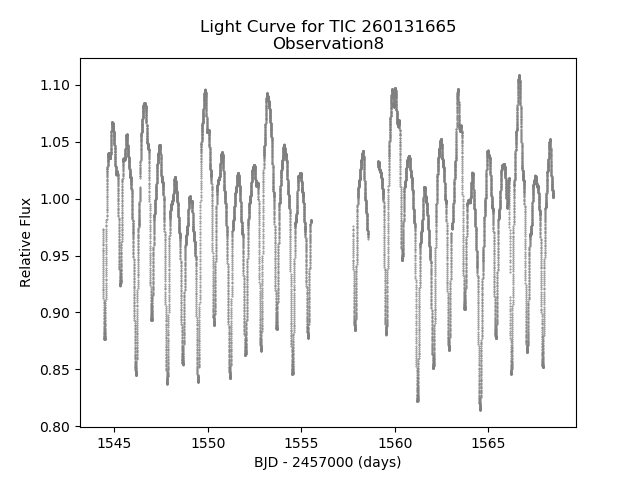 Light Curve for TIC 260131665
Observation8
Relative Flux
1.10
1.05
1.00
0.95
0.90
0.85
0.80
1545 1550 1555 1560 1565
BJD - 2457000 (days)